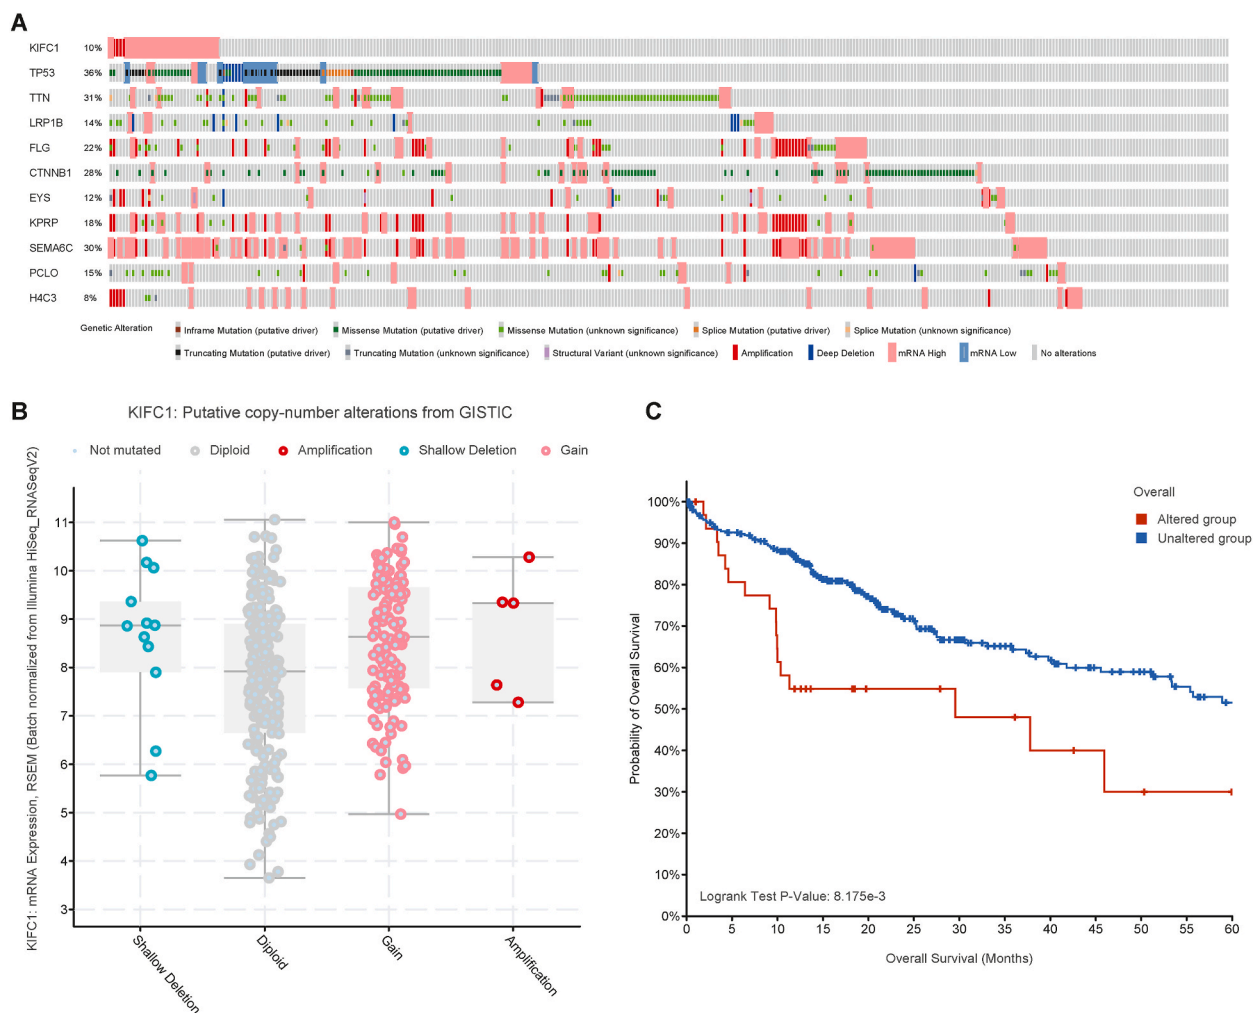 A
KIFC1 10%
TP53 36%
TTN 31%
LRP1B 14%
FLG 22%
CTNNB1 28%
EYS 12%
KPRP 18%
SEMA6C 30%
PCLO 15%
H4C3 8%
Genetic Alteration
Inframe Mutation (putative driver) Missense Mutation (putative driver) Missense Mutation (unknown significance) Splice Mutation (putative driver) Splice Mutation (unknown significance)
Truncating Mutation (putative driver) Truncating Mutation (unknown significance) Structural Variant (unknown significance) Amplification Deep Deletion mRNA High mRNA Low No alterations
B
KIFC1: Putative copy-number alterations from GISTIC
Not mutated Diploid Amplification Shallow Deletion Gain
KIFC1: mRNA Expression, RSEM (Batch normalized from Illumina HiSeq_RNASeqV2)
11
10
9
8
7
6
5
4
3
Shallow Deletion
Diploid
Gain
Amplification
C
Overall
Altered group
Unaltered group
Probability of Overall Survival
100%
90%
80%
70%
60%
50%
40%
30%
20%
10%
0%
Logrank Test P-Value: 8.175e-3
0 5 10 15 20 25 30 35 40 45 50 55 60
Overall Survival (Months)